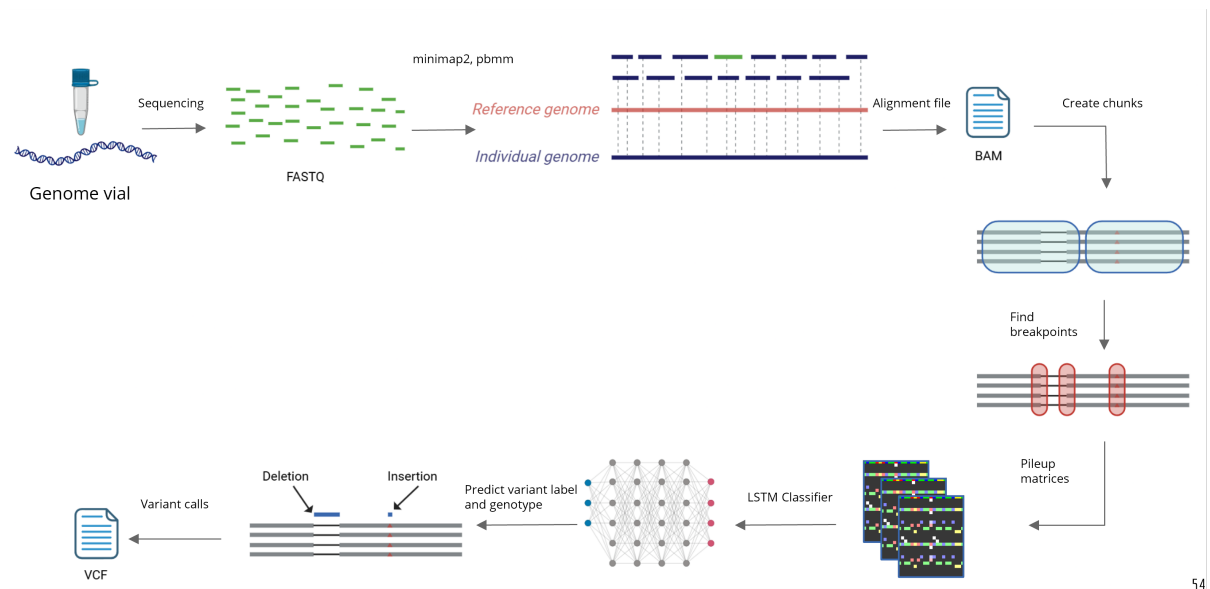 minimap2, pbmm
Sequencing
Reference genome
Alignment file
Create chunks
Individual genome
BAM
FASTQ
Genome vial
Find
breakpoints
Pileup
matrices
LSTM Classifier
Predict variant label
and genotype
Deletion
Insertion
Variant calls
VCF
54